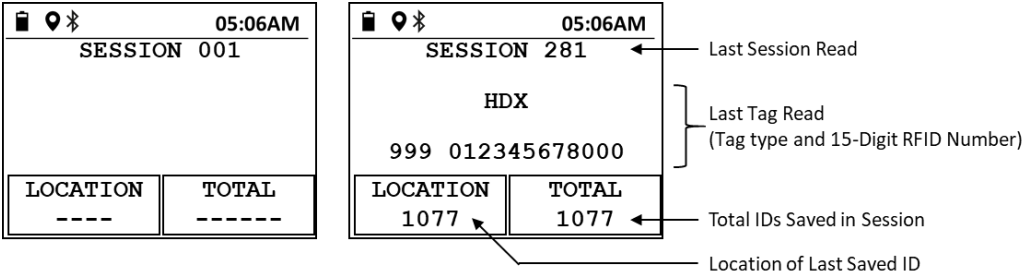 05:06AM
SESSION 001
LOCATION
----
TOTAL
------
05:06AM
SESSION 281
HDX
999 012345678000
LOCATION
1077
TOTAL
1077
Last Session Read
Last Tag Read
(Tag type and 15-Digit RFID Number)
Total IDs Saved in Session
Location of Last Saved ID